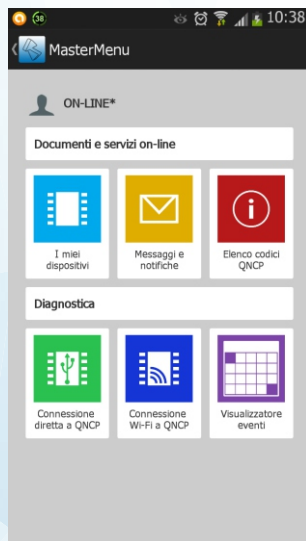 38
10:38
MasterMenu
ON-LINE*
Documenti e servizi on-line
I miei
dispositivi
Messaggi e
notifiche
Elenco codici
QNCP
Diagnostica
Connessione
diretta a QNCP
Connessione
Wi-Fi a QNCP
Visualizzatore
eventi